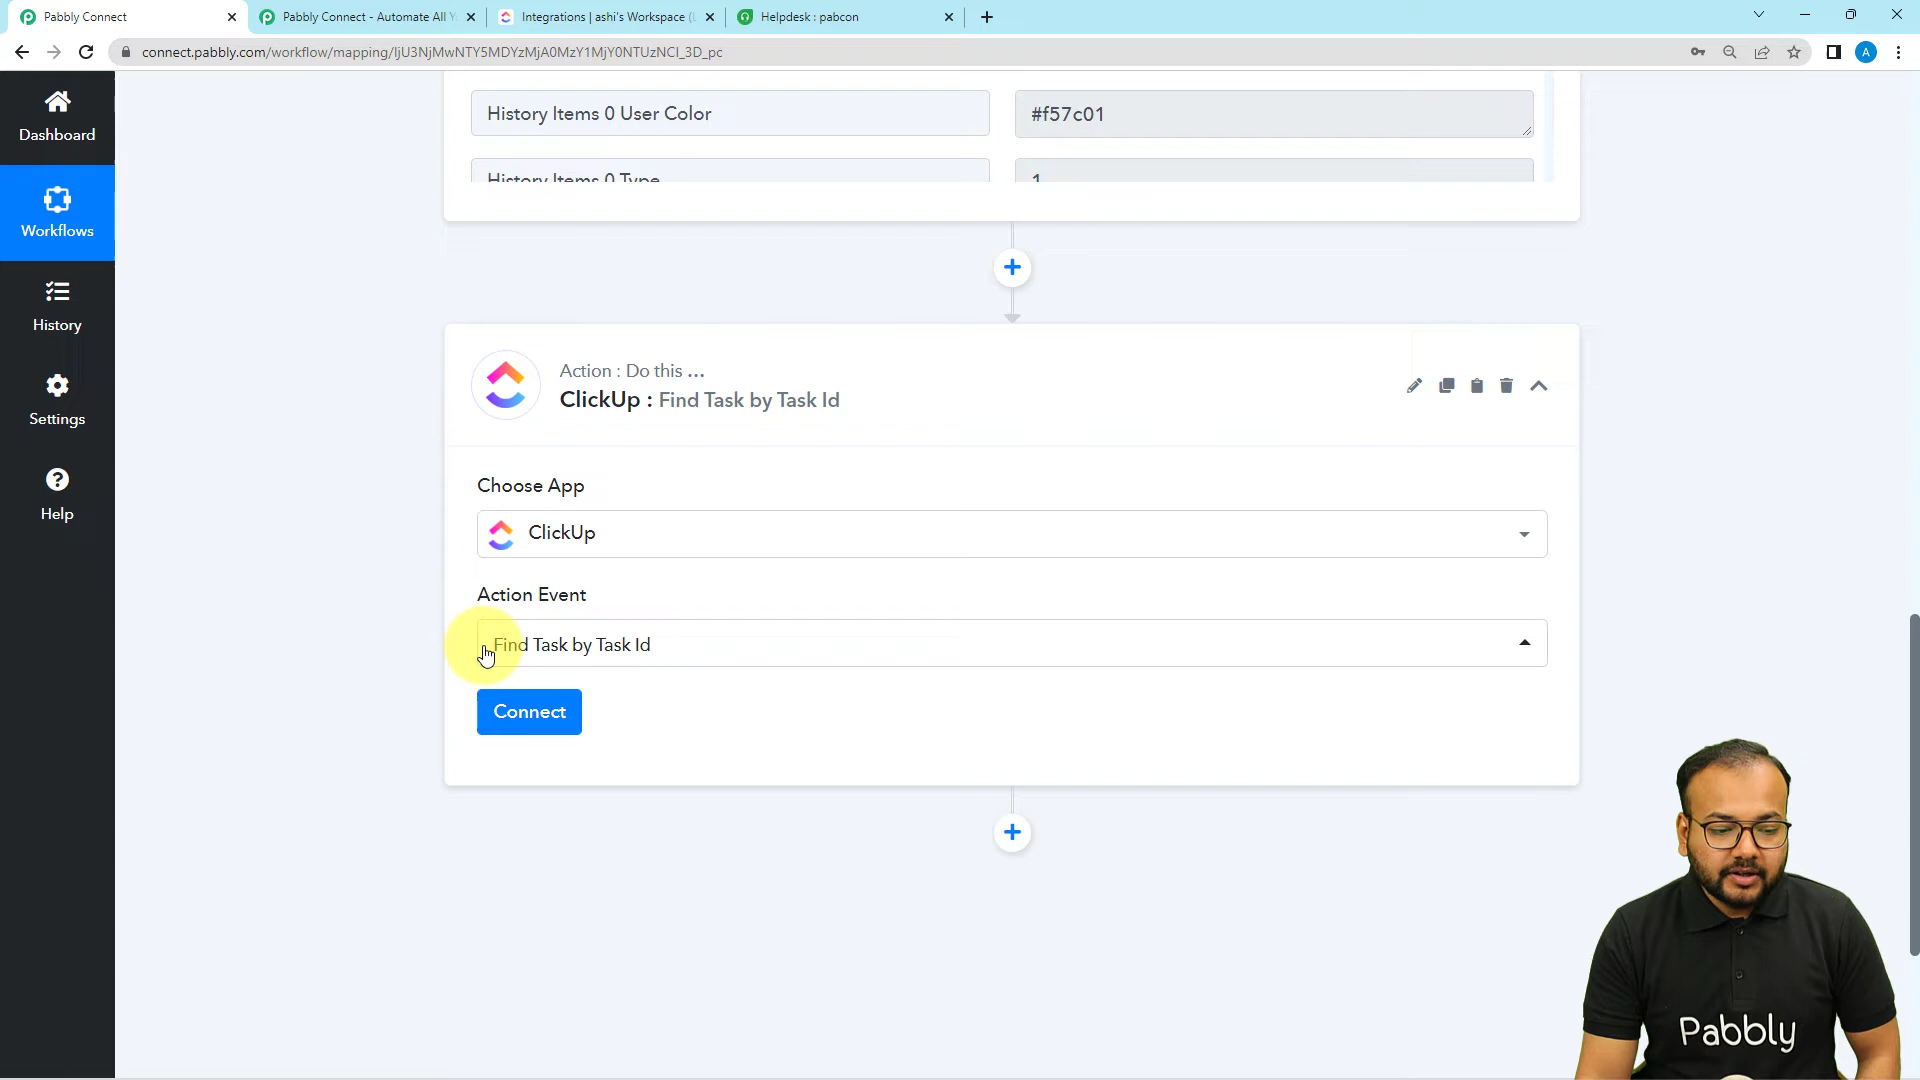 Pabbly Connect
Pabbly Connect - Automate All Y
Integrations | ashi's Workspace (
Helpdesk : pabcon
connect.pabbly.com/workflow/mapping/IjU3NjMwNTY5MDYzMjA0MzY1MjY0NTUzNCI_3D_pc
A
Dashboard
Workflows
History
Settings
Help
History Items 0 User Color
#f57c01
History Items 0 Type
1
Action : Do this ...
ClickUp : Find Task by Task Id
Choose App
ClickUp
Action Event
Find Task by Task Id
Connect
Pabbly